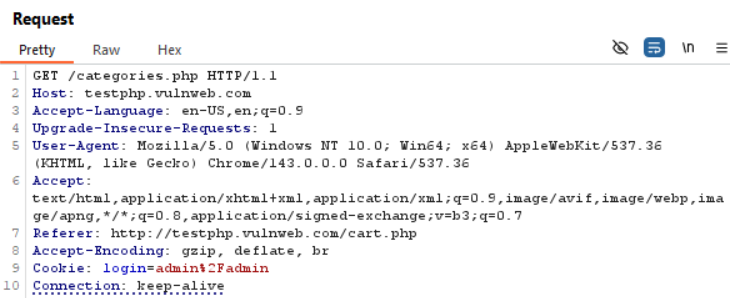 Request
Pretty Raw Hex \n
1 GET /categories.php HTTP/1.1
2 Host: testphp.vulnweb.com
3 Accept-Language: en-US,en;q=0.9
4 Upgrade-Insecure-Requests: 1
5 User-Agent: Mozilla/5.0 (Windows NT 10.0; Win64; x64) AppleWebKit/537.36
(KHTML, like Gecko) Chrome/143.0.0.0 Safari/537.36
6 Accept:
text/html,application/xhtml+xml,application/xml;q=0.9,image/avif,image/webp,ima
ge/apng,*/*;q=0.8,application/signed-exchange;v=b3;q=0.7
7 Referer: http://testphp.vulnweb.com/cart.php
8 Accept-Encoding: gzip, deflate, br
9 Cookie: login=admin%2Fadmin
10 Connection: keep-alive